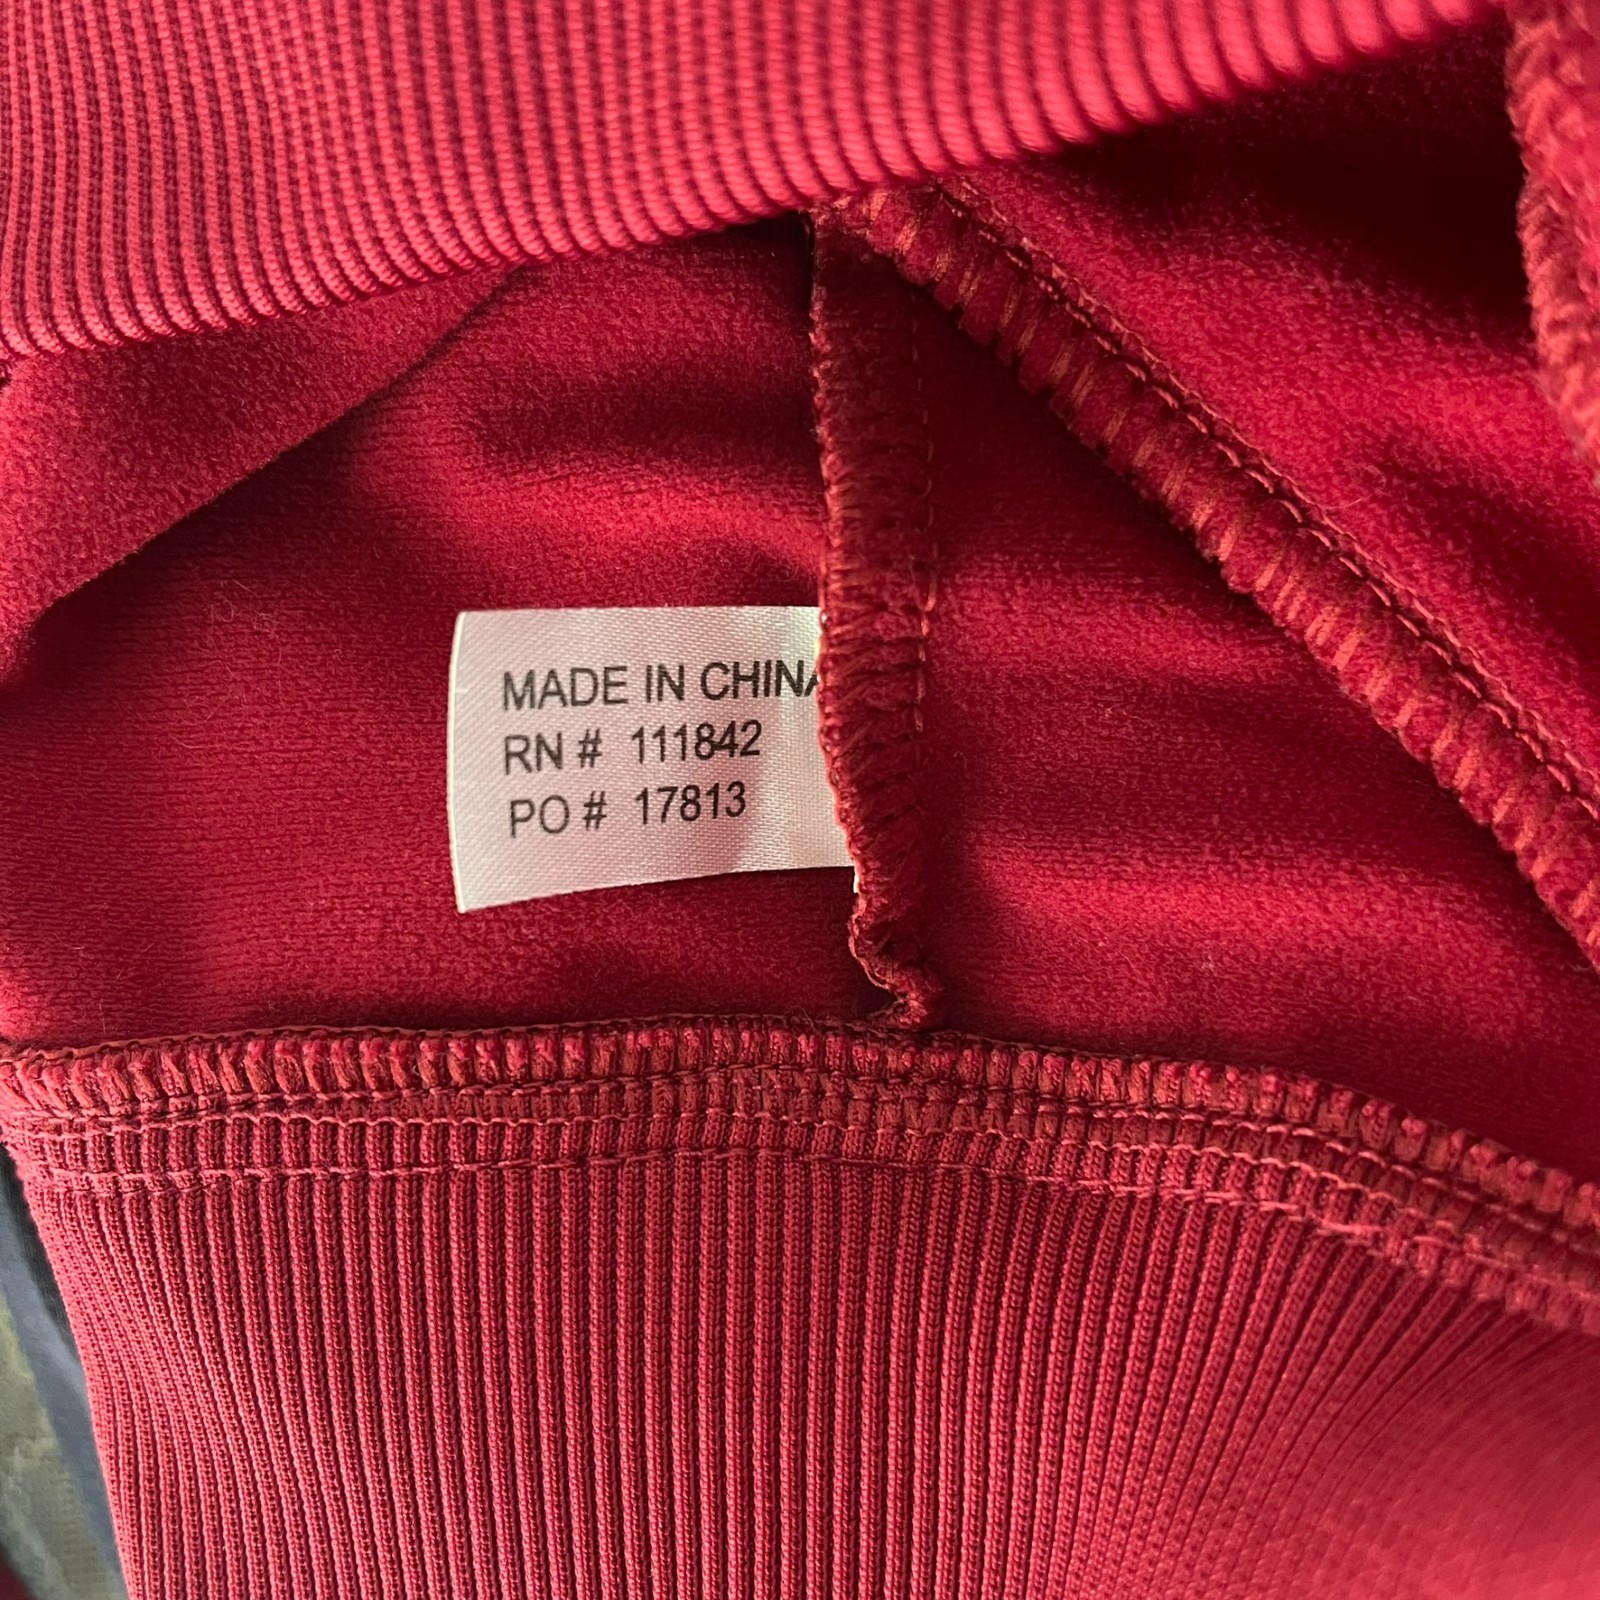 MADE IN CHINA
RN # 111842
PO # 17813